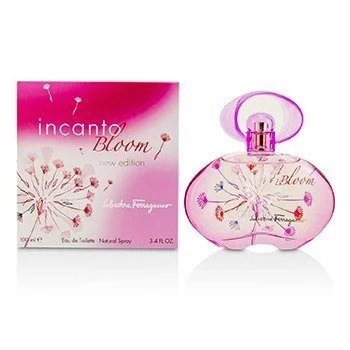 incanto
Bloom
new edition
Salvatore Ferragamo
100 ml e Eau de Toilette - Natural Spray 3.4 FL.OZ.
Bloom
Salvatore Ferragamo